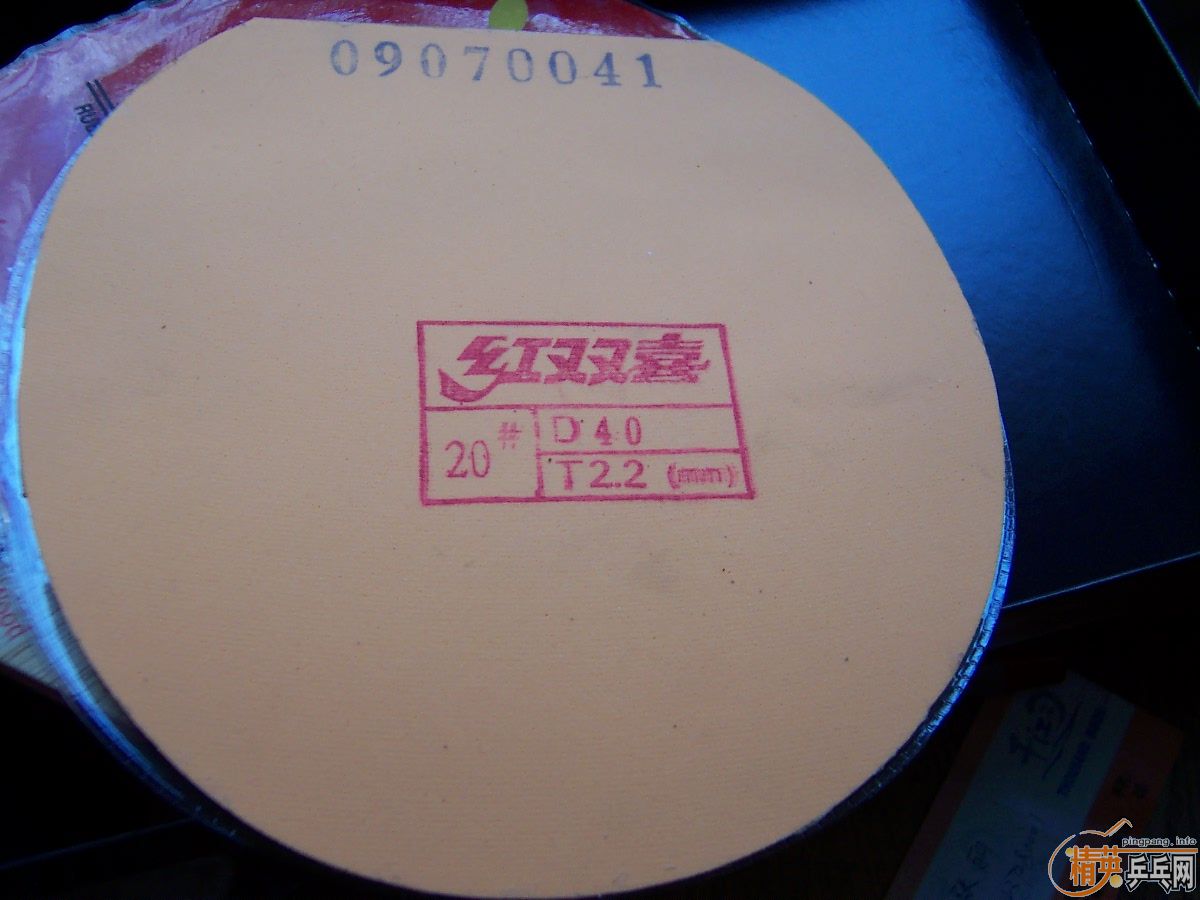 09070041
红双喜
20# D40
T2.2 (mm)
pingpang.info
精英乒乓网